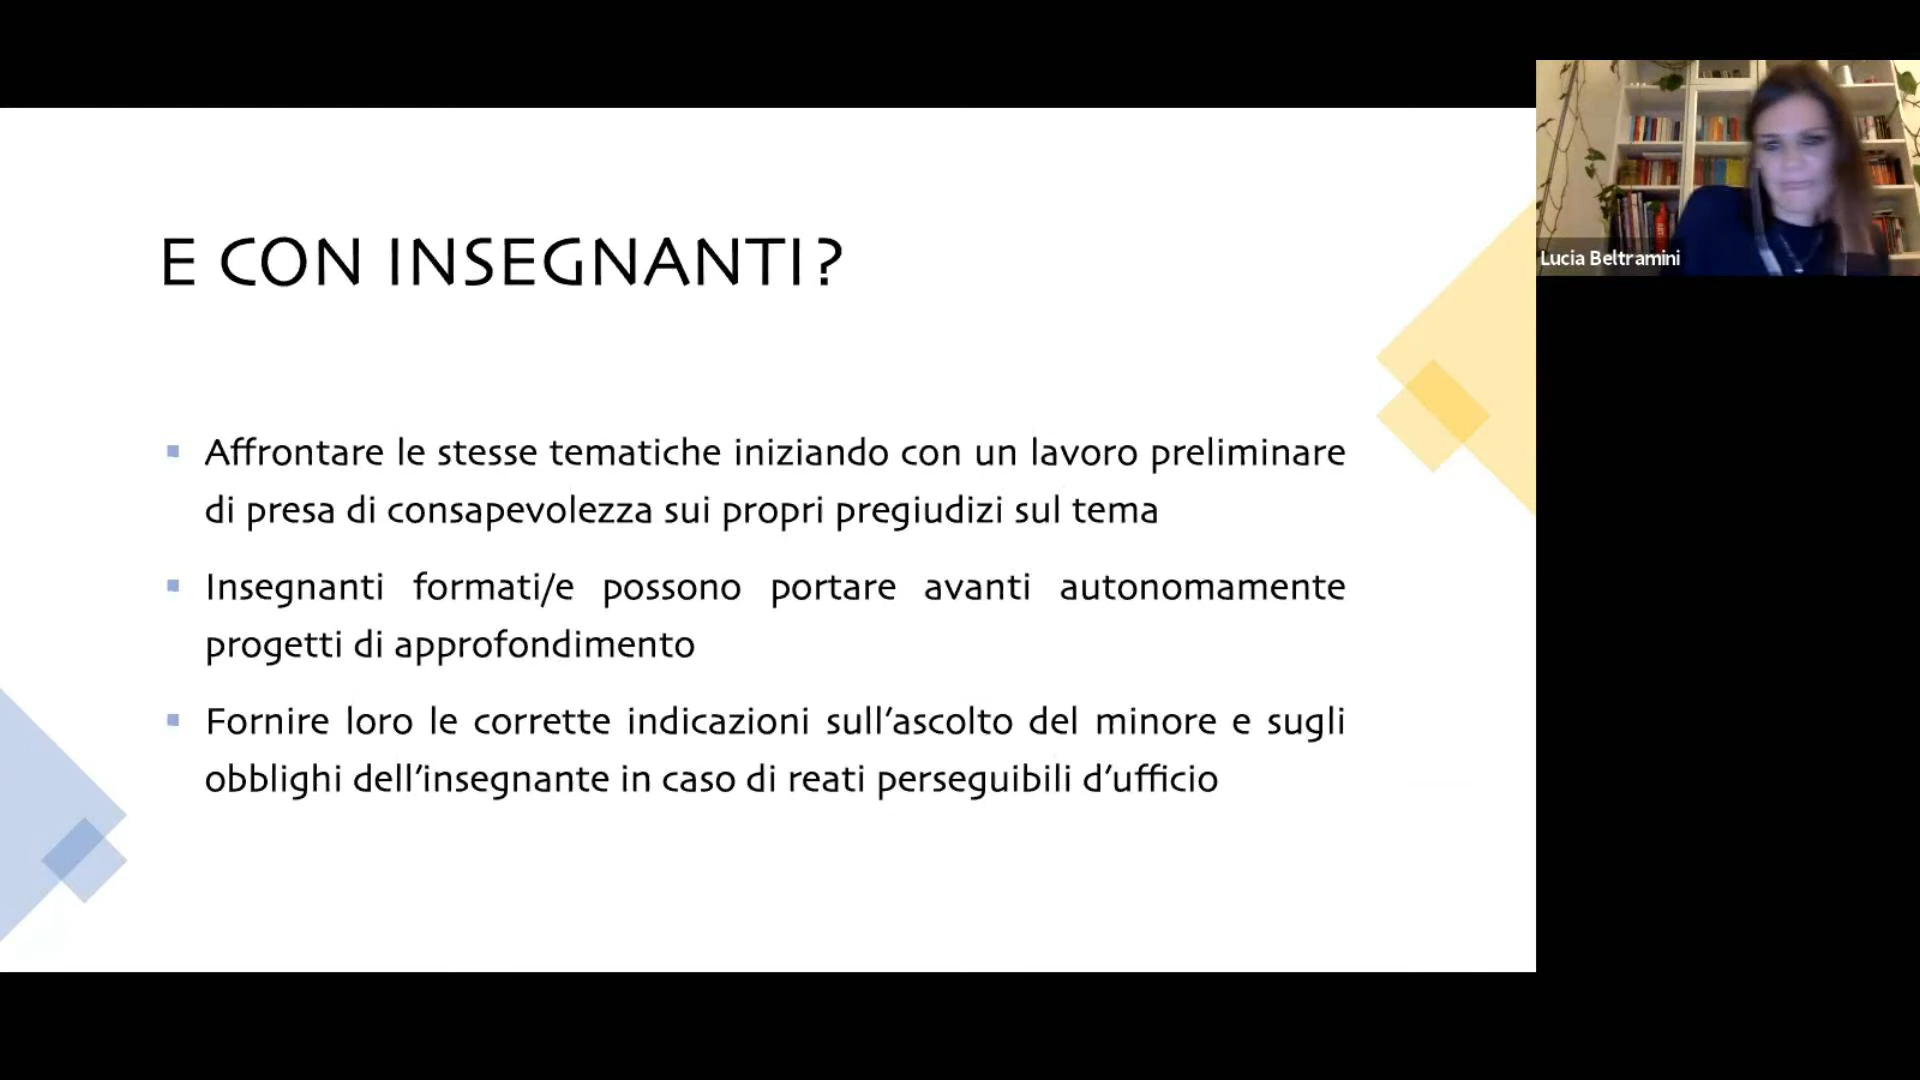 E CON INSEGNANTI?
Affrontare le stesse tematiche iniziando con un lavoro preliminare
di presa di consapevolezza sui propri pregiudizi sul tema
Insegnanti formati/e possono portare avanti autonomamente
progetti di approfondimento
Fornire loro le corrette indicazioni sull’ascolto del minore e sugli
obblighi dell’insegnante in caso di reati perseguibili d’ufficio
Lucia Beltramini